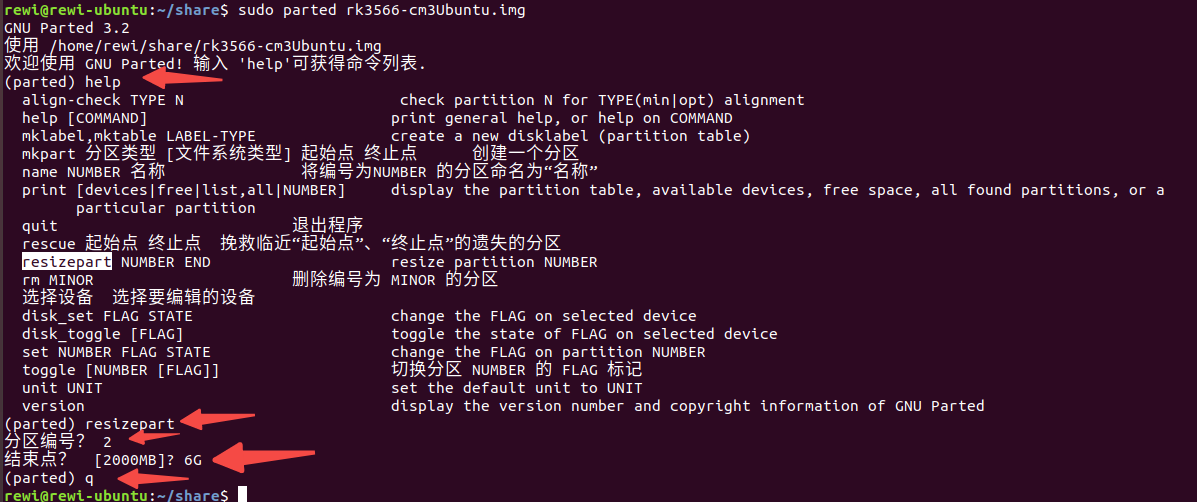 rewi@rewi-ubuntu:~/share$ sudo parted rk3566-cm3Ubuntu.img
GNU Parted 3.2
使用 /home/rewi/share/rk3566-cm3Ubuntu.img
欢迎使用 GNU Parted! 输入 'help'可获得命令列表.
(parted) help
align-check TYPE N check partition N for TYPE(min|opt) alignment
help [COMMAND] print general help, or help on COMMAND
mklabel,mktable LABEL-TYPE create a new disklabel (partition table)
mkpart 分区类型 [文件系统类型] 起始点 终止点 创建一个分区
name NUMBER 名称 将编号为NUMBER 的分区命名为“名称”
print [devices|free|list,all|NUMBER] display the partition table, available devices, free space, all found partitions, or a
particular partition
quit 退出程序
rescue 起始点 终止点 挽救临近“起始点”、“终止点”的遗失的分区
resizepart NUMBER END resize partition NUMBER
rm MINOR 删除编号为 MINOR 的分区
选择设备 选择要编辑的设备
disk_set FLAG STATE change the FLAG on selected device
disk_toggle [FLAG] toggle the state of FLAG on selected device
set NUMBER FLAG STATE change the FLAG on partition NUMBER
toggle [NUMBER [FLAG]] 切换分区 NUMBER 的 FLAG 标记
unit UNIT set the default unit to UNIT
version display the version number and copyright information of GNU Parted
(parted) resizepart
分区编号? 2
结束点? [2000MB]? 6G
(parted) q
rewi@rewi-ubuntu:~/share$